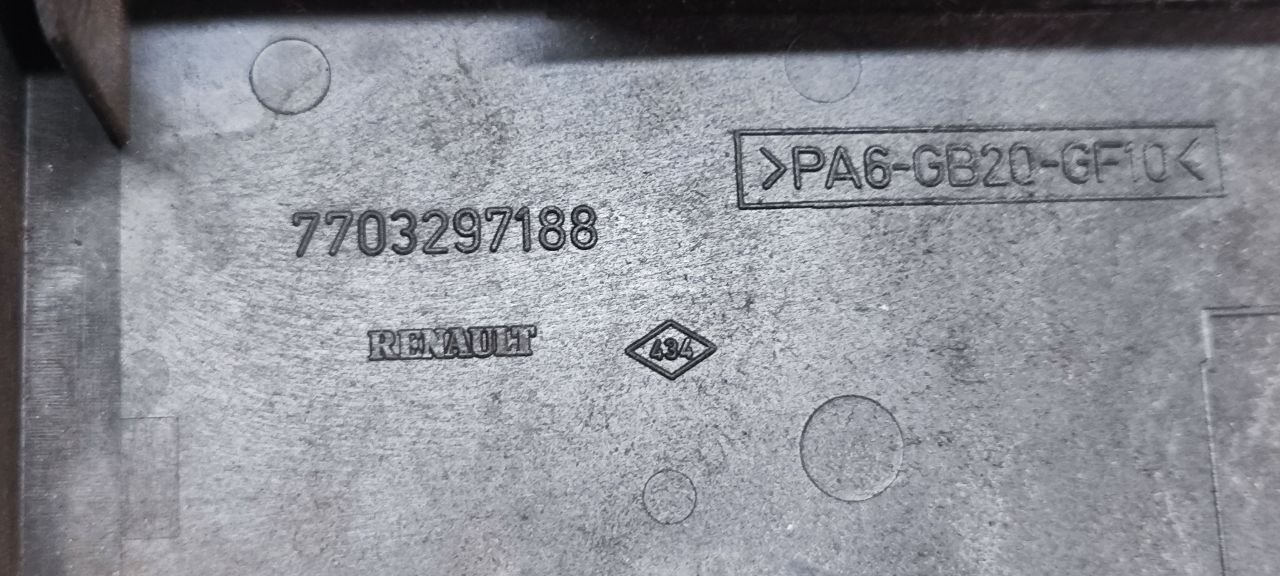 >PA6-GB20-GF10<
7703297188
RENAULT
434